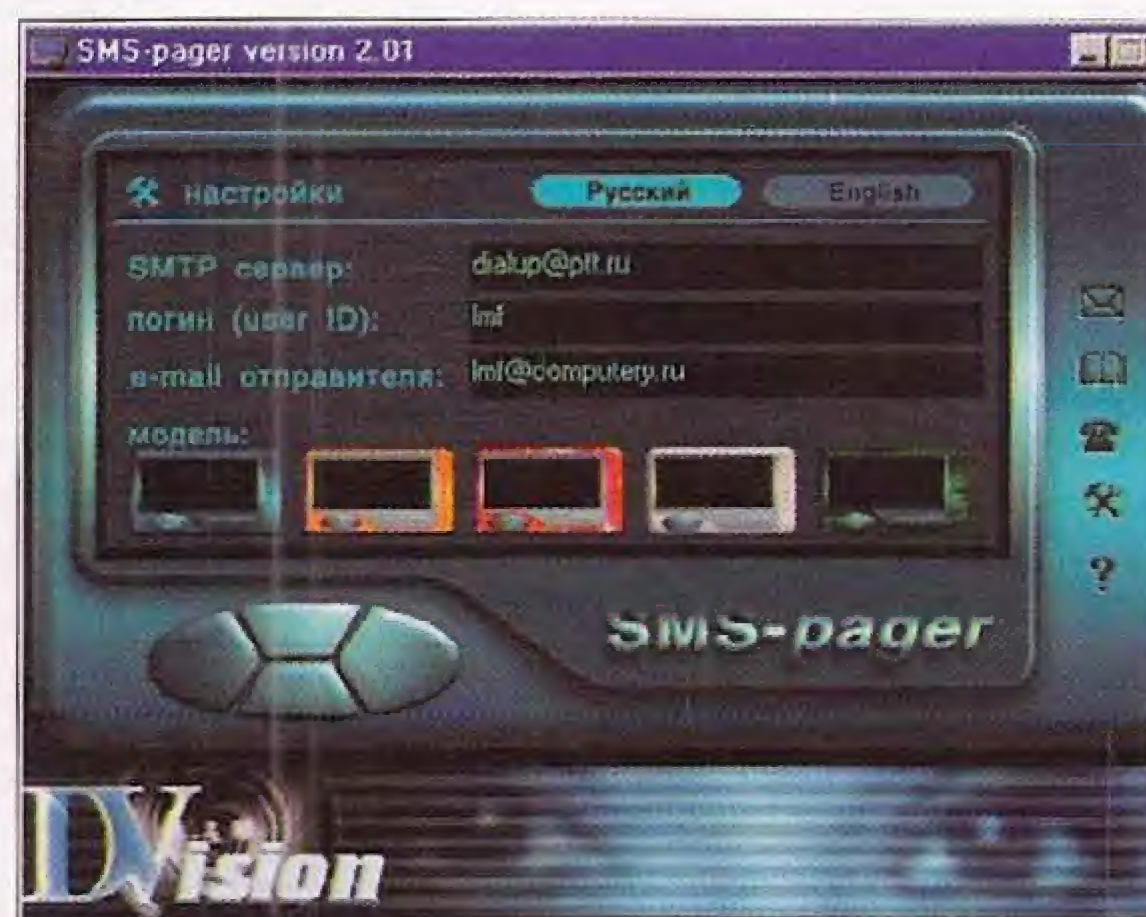 SMS-pager version 2.01
настройки Русский English
SMTP сервер: dialup@ptt.ru
логин (user ID): lmf
e-mail отправителя: lmf@computery.ru
модель:
?
SMS-pager
DVision